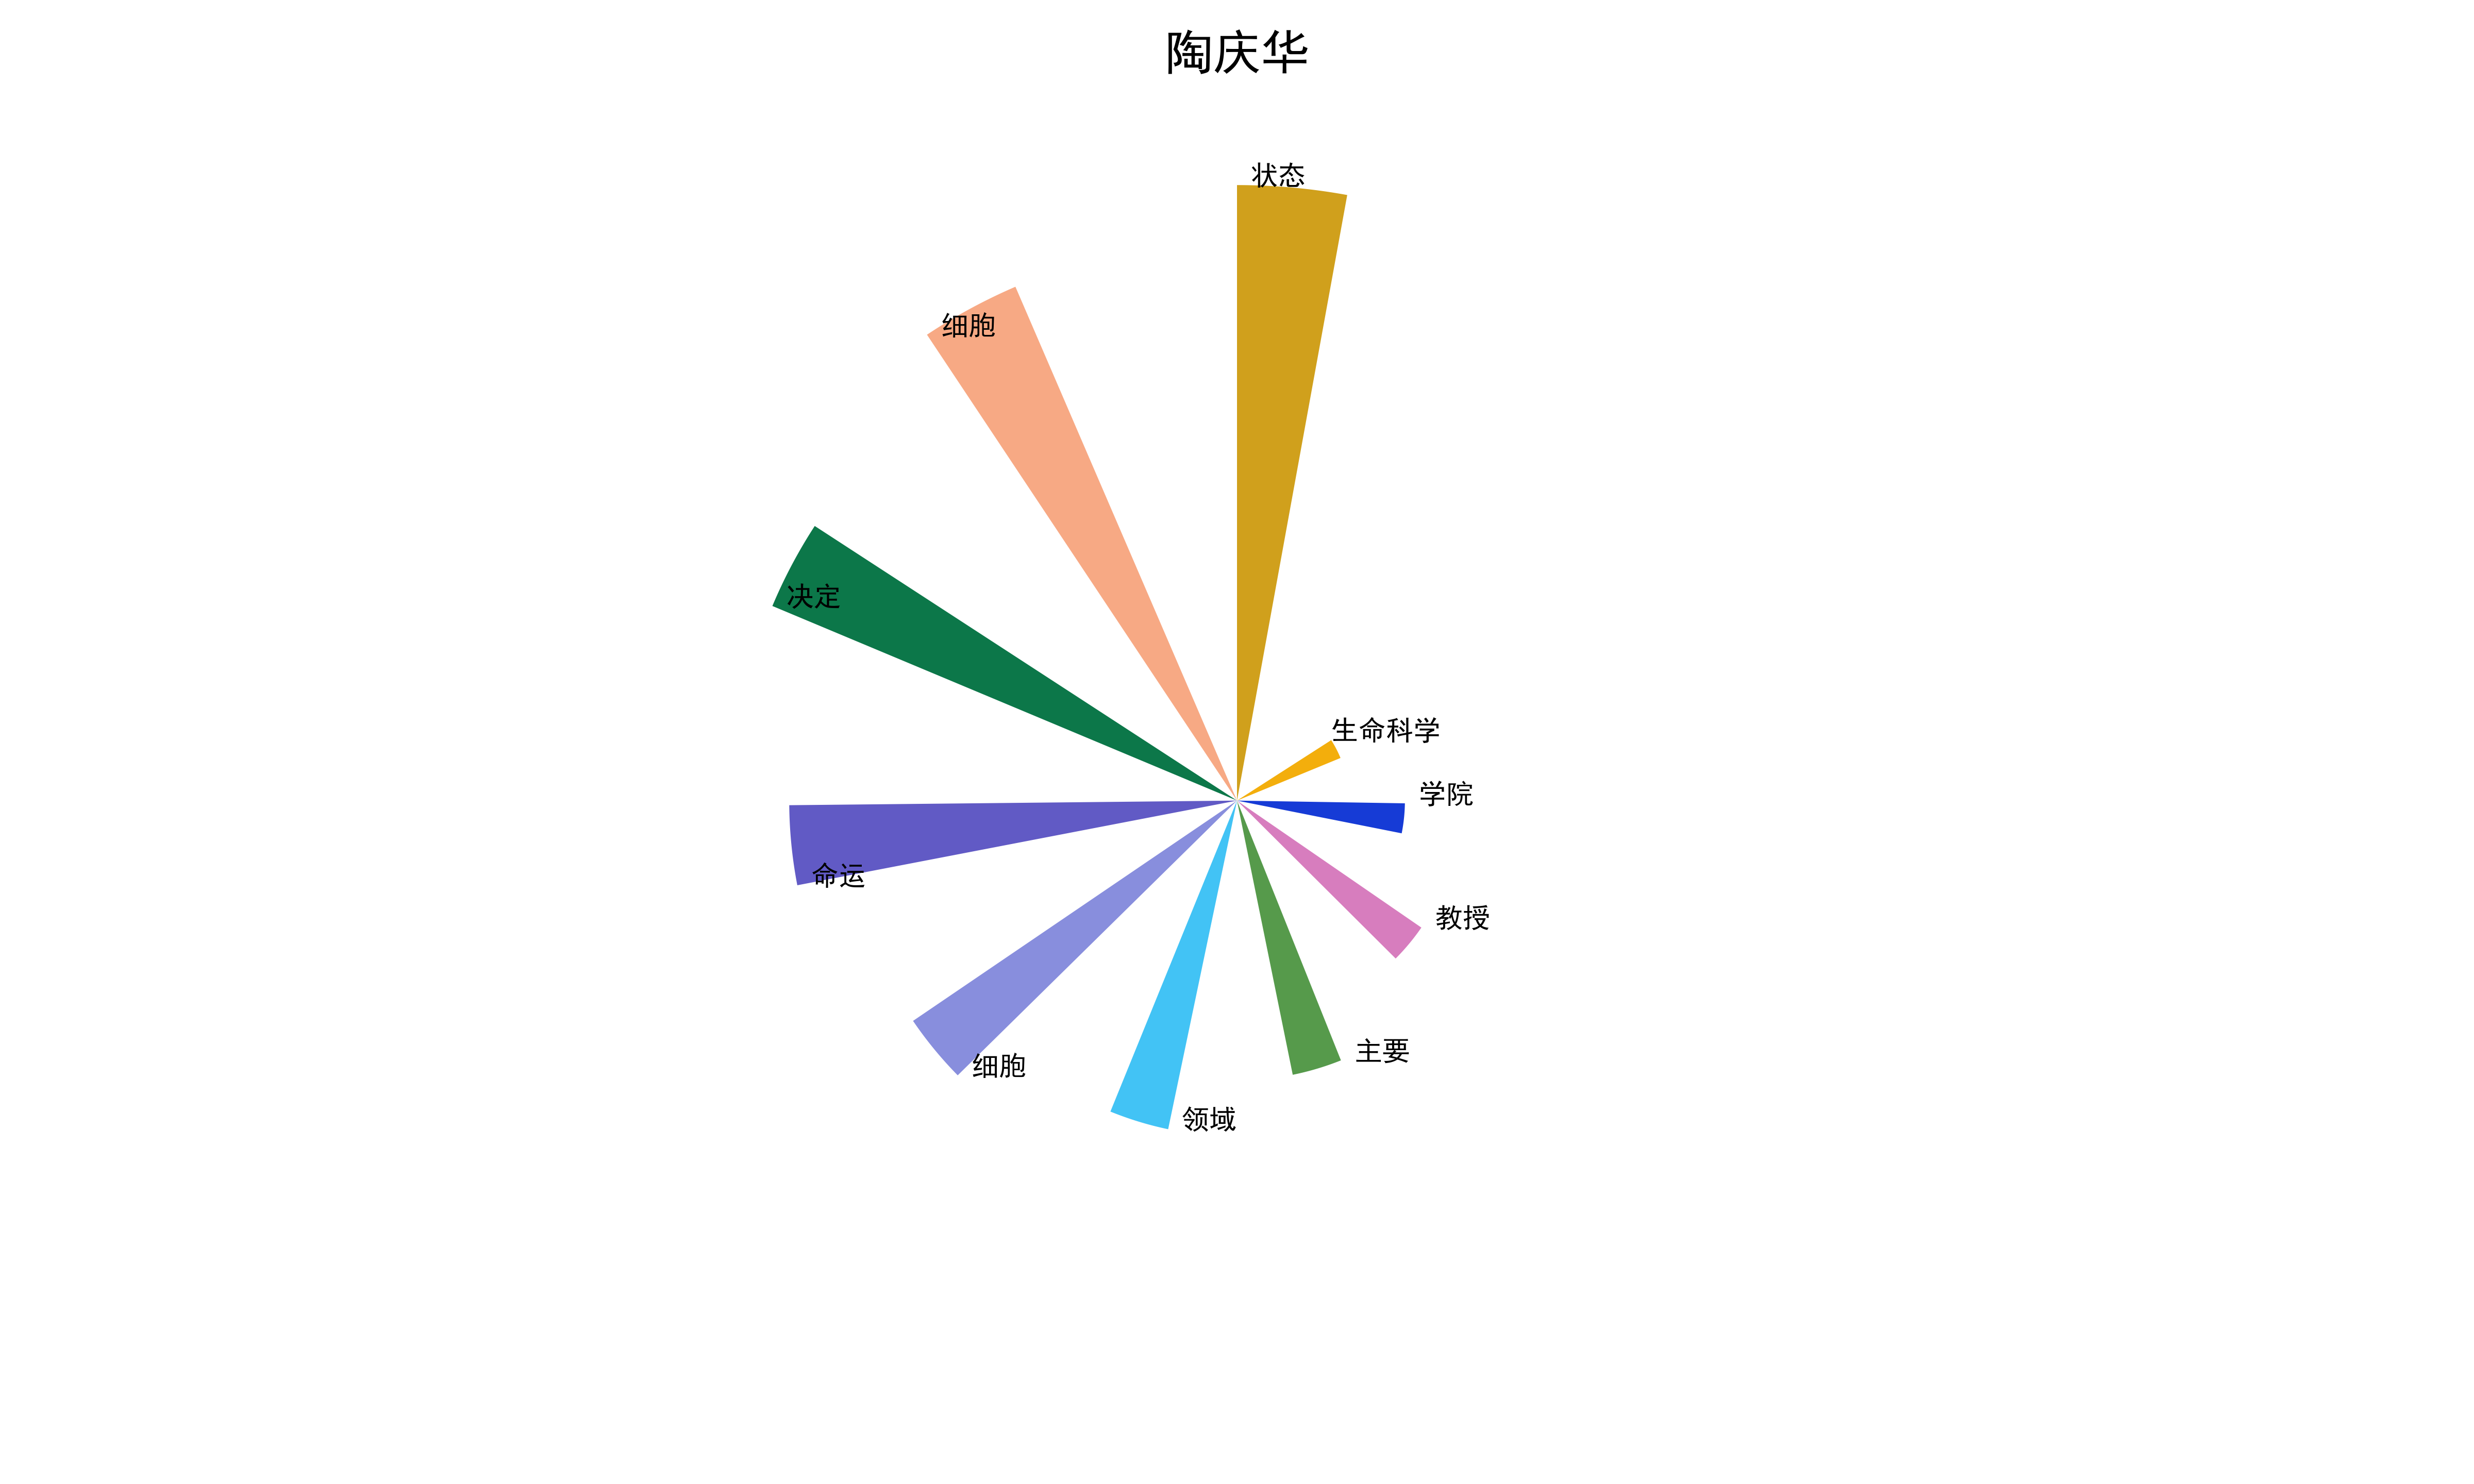 陶庆华
状态
细胞
决定
生命科学
学院
命运
教授
主要
细胞
领域